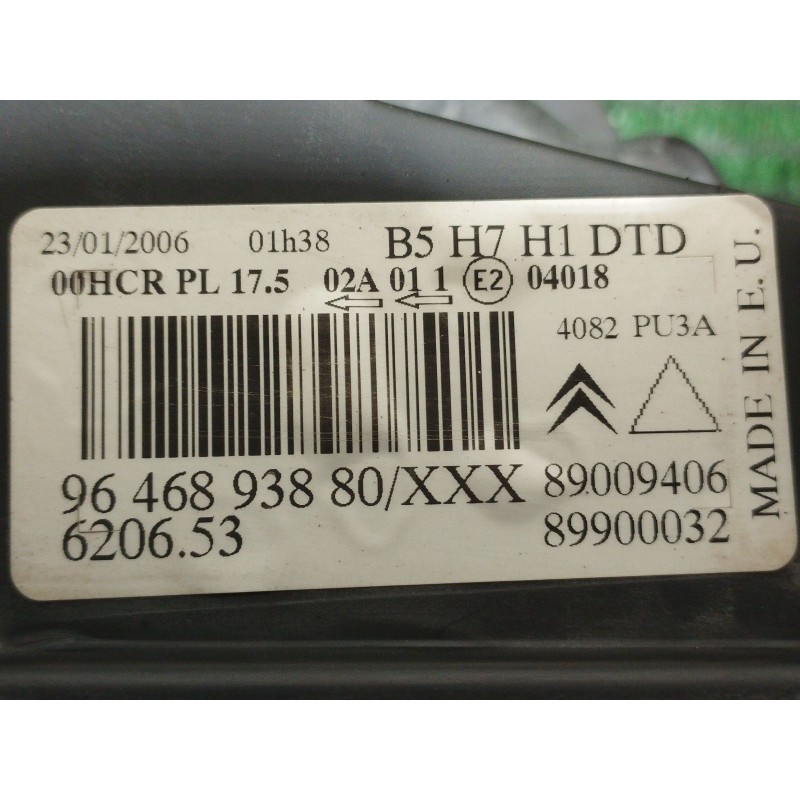 23/01/2006 01h38 B5 H7 H1 DTD
00HCR PL 17.5 02A 01 1 E2 04018
4082 PU3A
96 468 938 80/XXX 89009406
6206.53 89900032
MADE IN E.U.